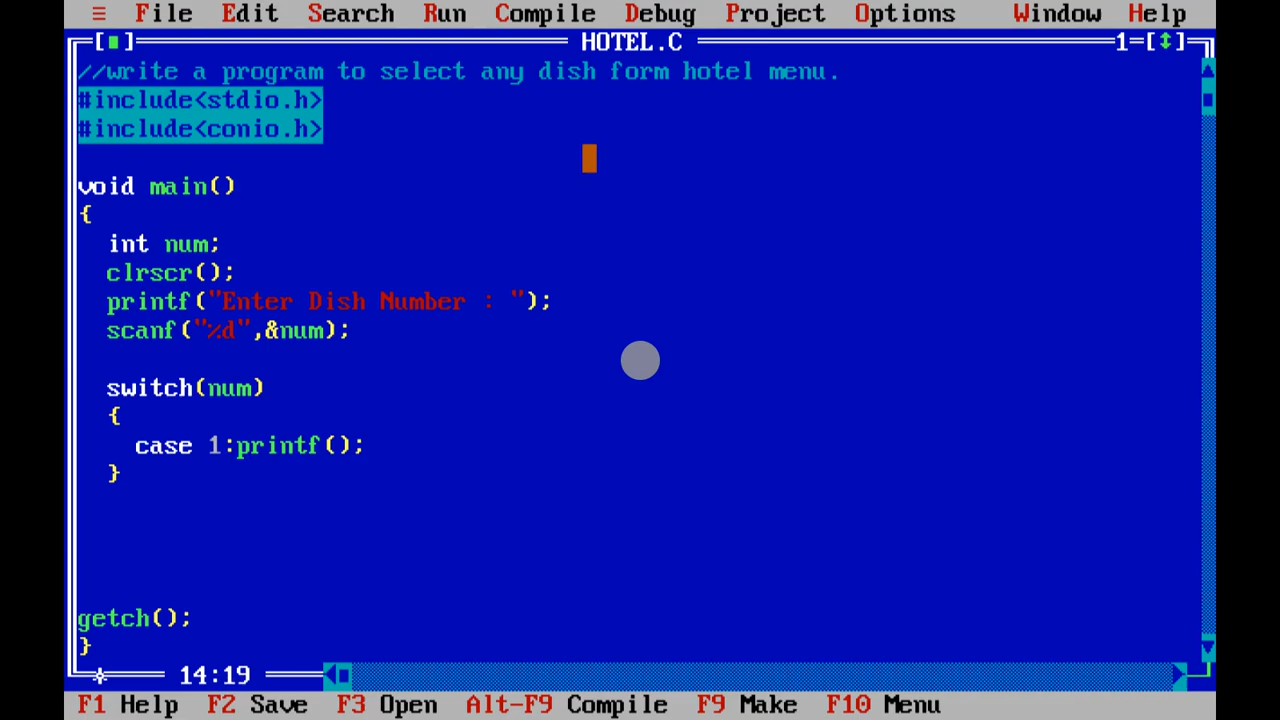 ≡ File Edit Search Run Compile Debug Project Options Window Help
[■] HOTEL.C 1=[↕]
//write a program to select any dish form hotel menu.
#include<stdio.h>
#include<conio.h>
void main()
{
int num;
clrscr();
printf("Enter Dish Number : ");
scanf("%d",&num);
switch(num)
{
case 1:printf();
}
getch();
}
14:19
F1 Help F2 Save F3 Open Alt-F9 Compile F9 Make F10 Menu